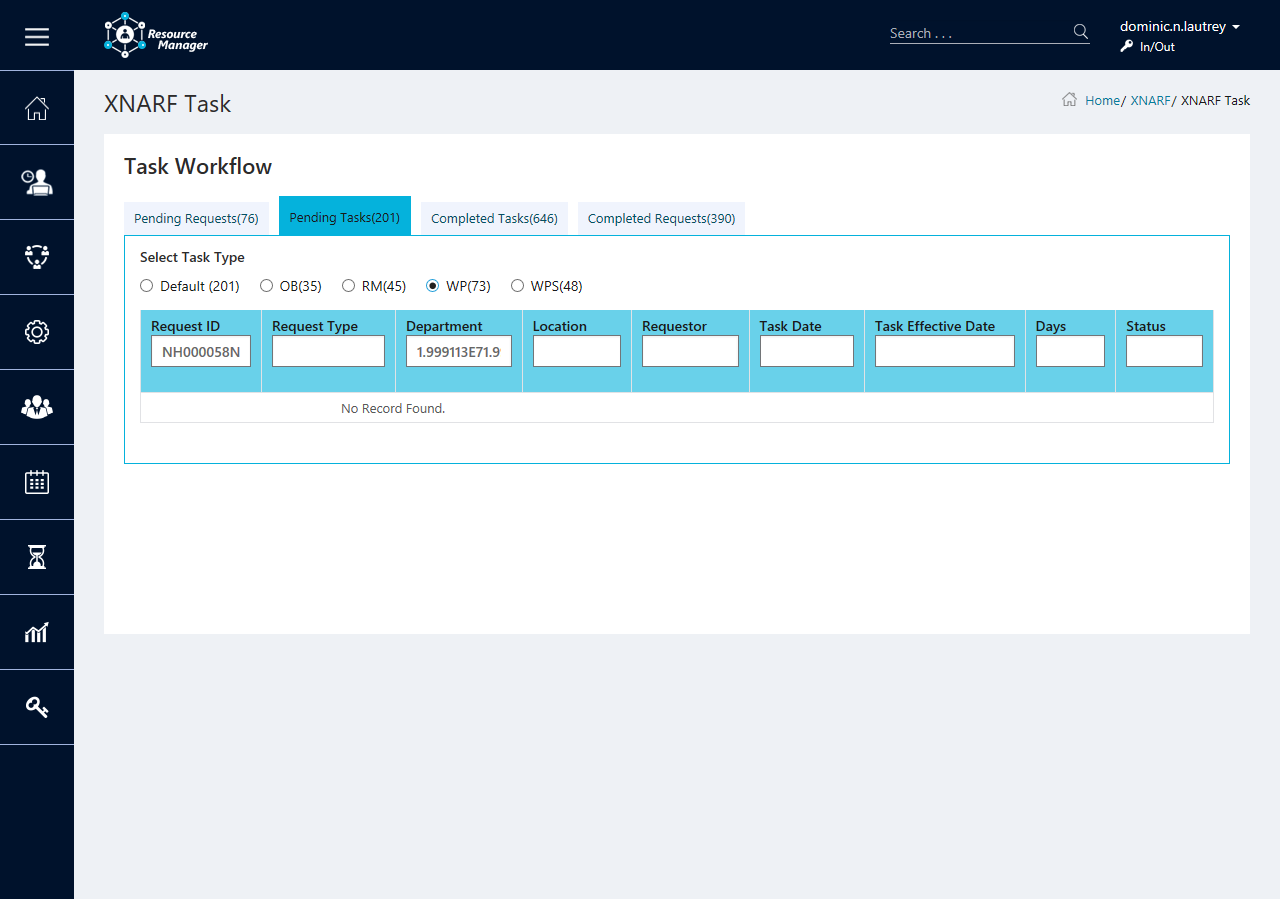 Resource
Manager
Search . . .
dominic.n.lautrey
In/Out
XNARF Task
Home/ XNARF/ XNARF Task
Task Workflow
Pending Requests(76) Pending Tasks(201) Completed Tasks(646) Completed Requests(390)
Select Task Type
Default (201) OB(35) RM(45) WP(73) WPS(48)
Request ID Request Type Department Location Requestor Task Date Task Effective Date Days Status
NH000058N 1.999113E71.9
No Record Found.